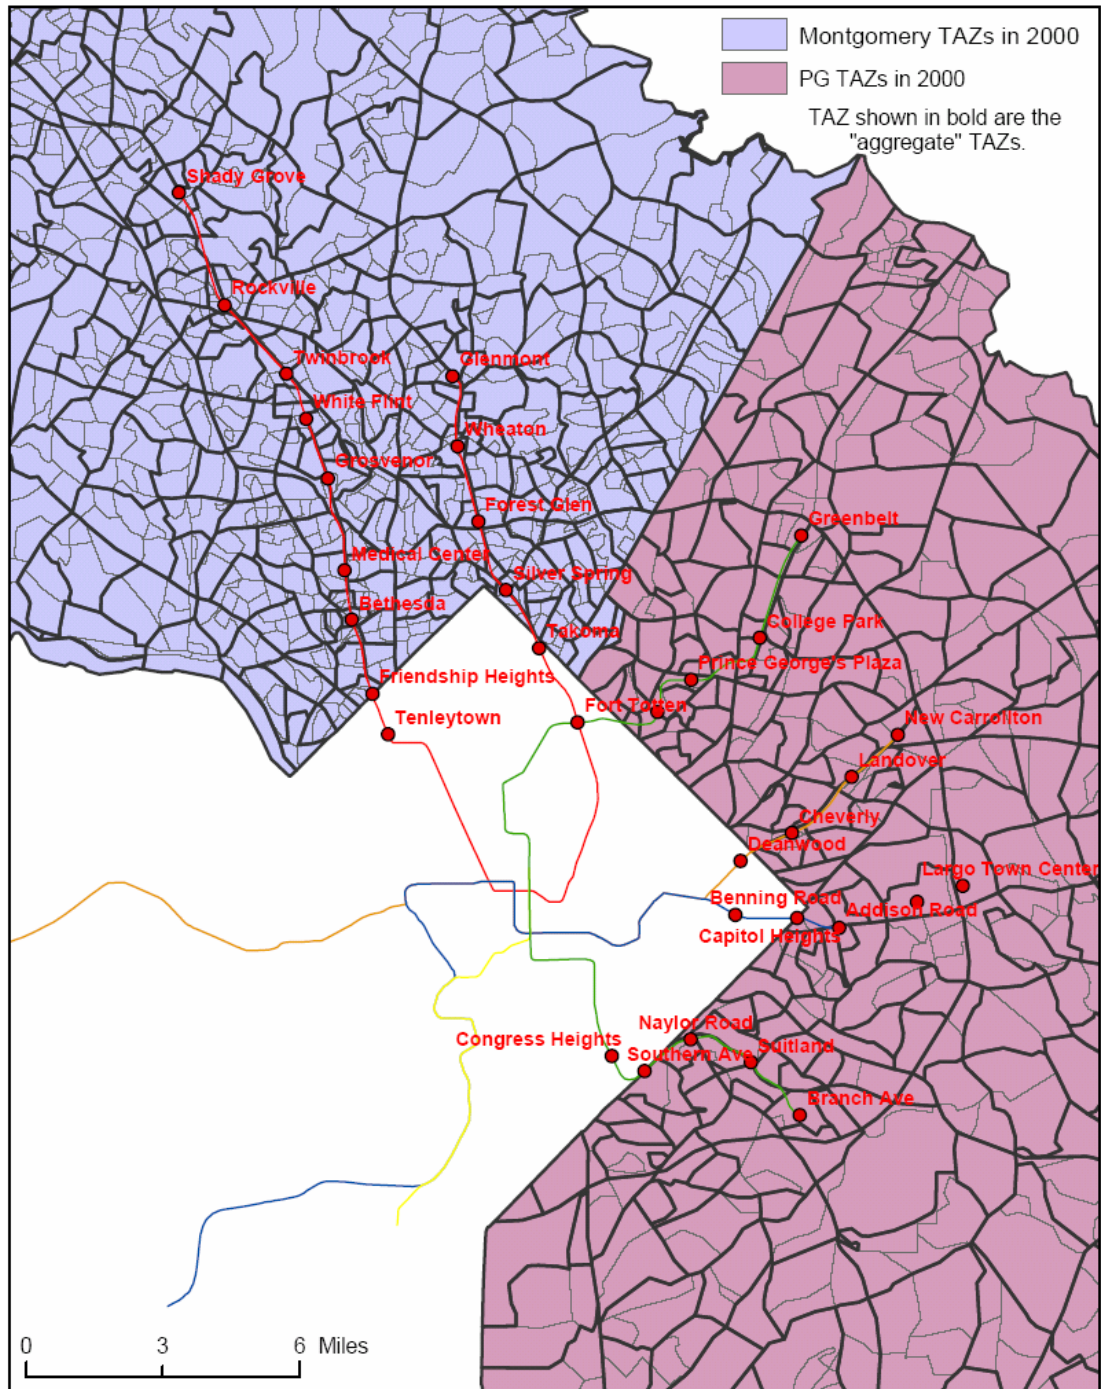 Montgomery TAZs in 2000
PG TAZs in 2000
TAZ shown in bold are the
"aggregate" TAZs.
Shady Grove
Rockville
Twinbrook
Glenmont
White Flint
Wheaton
Grosvenor
Forest Glen
Greenbelt
Medical Center
Silver Spring
Bethesda
College Park
Takoma
Prince George's Plaza
Friendship Heights
Fort Totten
Tenleytown
New Carrollton
Landover
Cheverly
Deanwood
Largo Town Center
Benning Road
Addison Road
Capitol Heights
Naylor Road
Congress Heights
Southern Ave
Suitland
Branch Ave
0 3 6 Miles